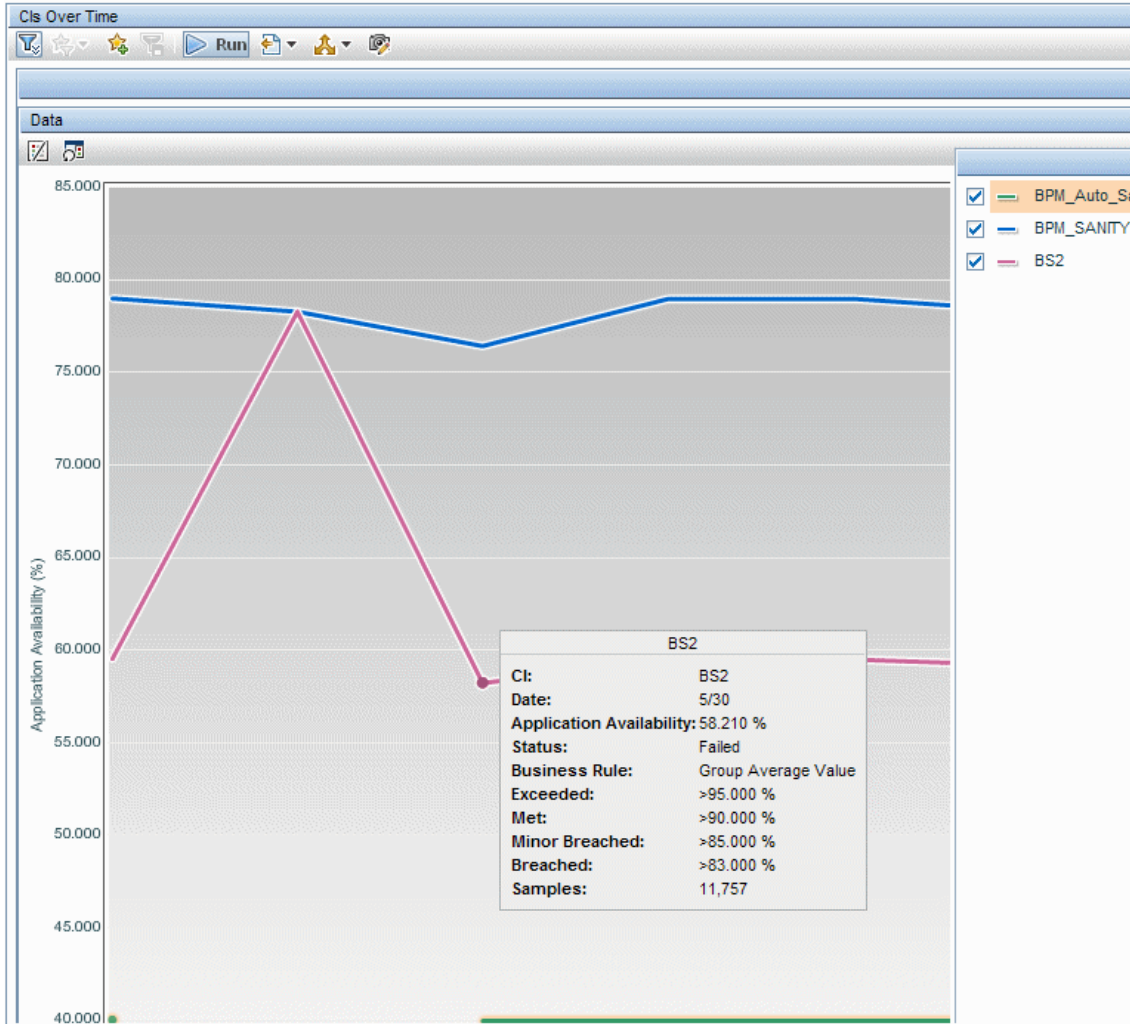 CIs Over Time
Run
Data
85.000
80.000
75.000
70.000
65.000
60.000
55.000
50.000
45.000
40.000
Application Availability (%)
BPM_Auto_Sa
BPM_SANITY
BS2
BS2
CI: BS2
Date: 5/30
Application Availability: 58.210 %
Status: Failed
Business Rule: Group Average Value
Exceeded: >95.000 %
Met: >90.000 %
Minor Breached: >85.000 %
Breached: >83.000 %
Samples: 11,757